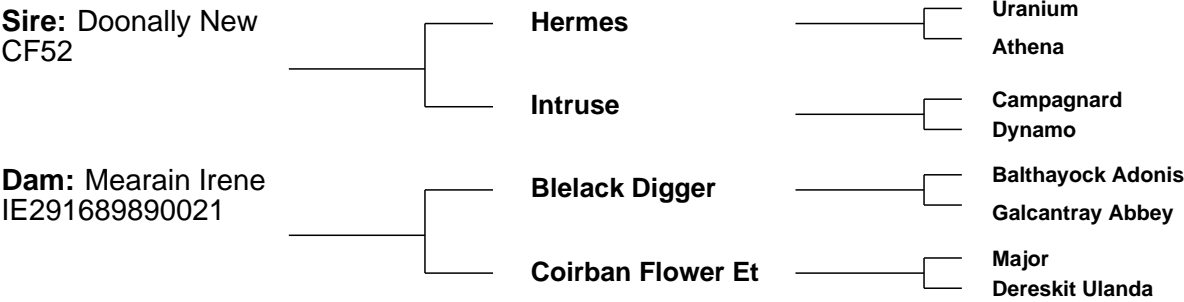 Sire: Doonally New
CF52
Hermes
Uranium
Athena
Intruse
Campagnard
Dynamo
Dam: Mearain Irene
IE291689890021
Blelack Digger
Balthayock Adonis
Galcantray Abbey
Coirban Flower Et
Major
Dereskit Ulanda